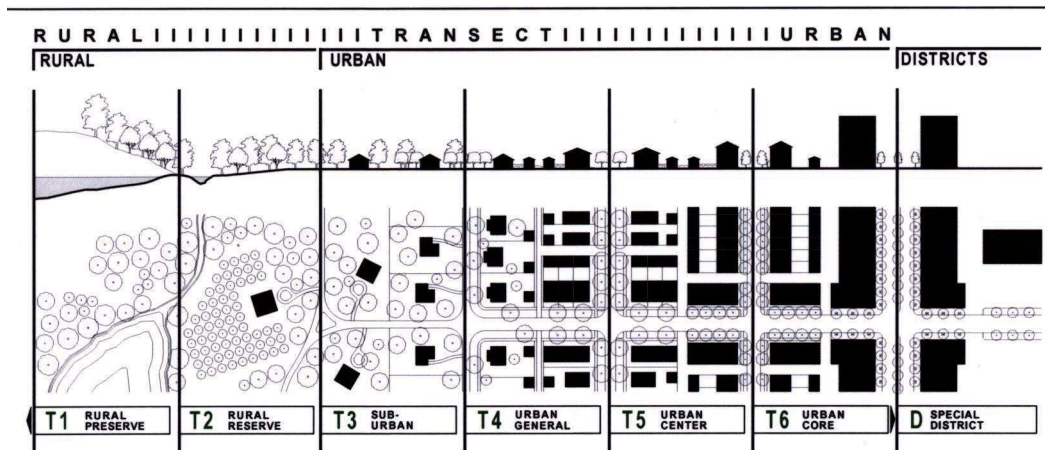 RURALIIIIIIIIIIIIIITRANSECTIIIIIIIIIIIIIIURBAN
RURAL
URBAN
DISTRICTS
T1 RURAL
PRESERVE
T2 RURAL
RESERVE
T3 SUB-
URBAN
T4 URBAN
GENERAL
T5 URBAN
CENTER
T6 URBAN
CORE
D SPECIAL
DISTRICT